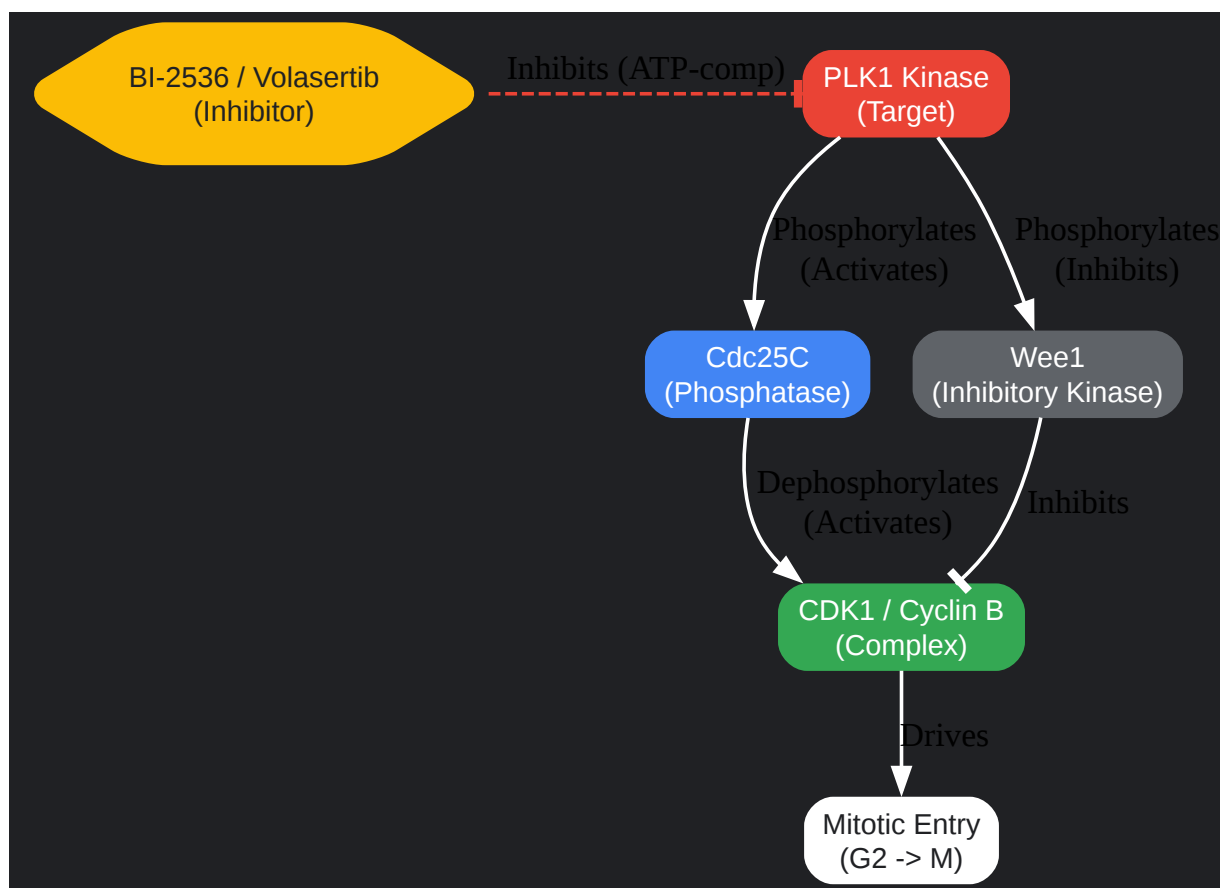 BI-2536 / Volasertib
(Inhibitor)
Inhibits (ATP-comp)
PLK1 Kinase
(Target)
Phosphorylates
(Activates)
Phosphorylates
(Inhibits)
Cdc25C
(Phosphatase)
Wee1
(Inhibitory Kinase)
Dephosphorylates
(Activates)
Inhibits
CDK1 / Cyclin B
(Complex)
Drives
Mitotic Entry
(G2 -> M)